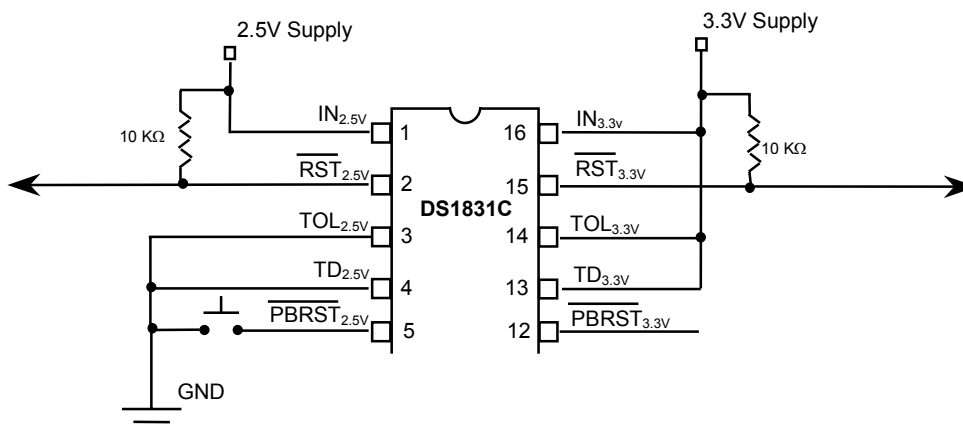 2.5V Supply
3.3V Supply
10 KΩ
IN2.5V
1
16
IN3.3v
10 KΩ
RST2.5V
2
15
RST3.3V
DS1831C
TOL2.5V
3
14
TOL3.3V
TD2.5V
4
13
TD3.3V
PBRST2.5V
5
12
PBRST3.3V
GND